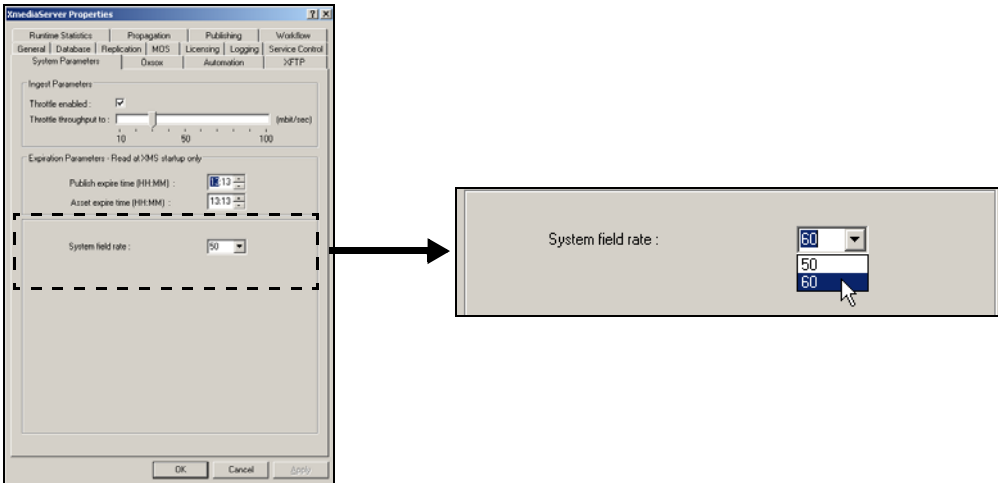 XmediaServer Properties
Runtime Statistics Propagation Publishing Workflow
General Database Replication MOS Licensing Logging Service Control
System Parameters Oxsox Automation XFTP
Ingest Parameters
Throttle enabled :
Throttle throughput to : (mbit/sec)
10 50 100
Expiration Parameters - Read at XMS startup only
Publish expire time (HH:MM) : 13:13
Asset expire time (HH:MM) : 13:13
System field rate : 50
OK Cancel Apply
System field rate : 60
50
60